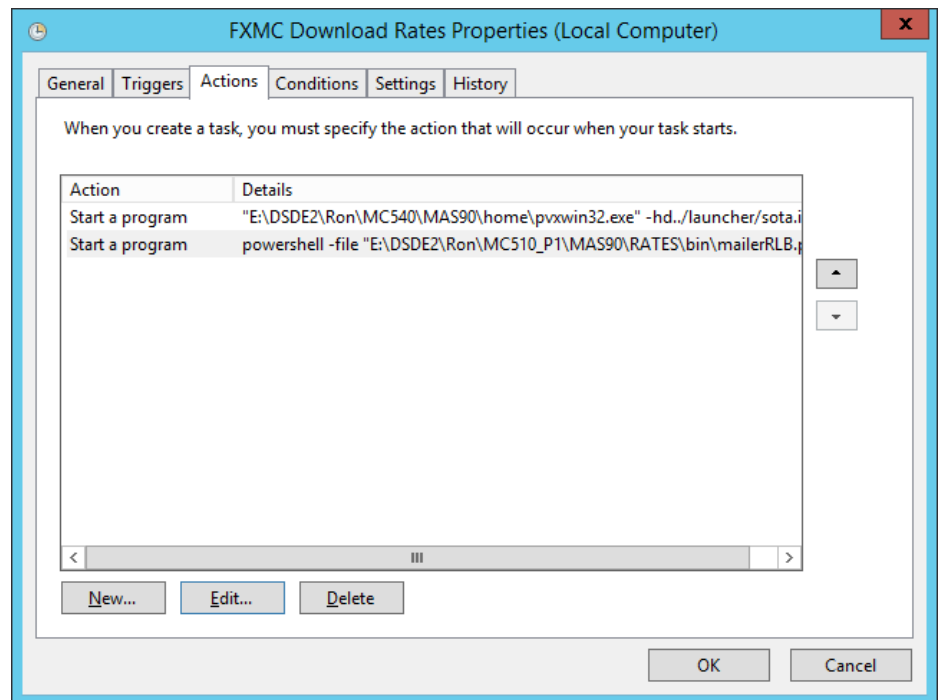 FXMC Download Rates Properties (Local Computer)
x
General Triggers Actions Conditions Settings History
When you create a task, you must specify the action that will occur when your task starts.
Action Details
Start a program "E:\DSDE2\Ron\MC540\MAS90\home\pvxwin32.exe" -hd../launcher/sota.i
Start a program powershell -file "E:\DSDE2\Ron\MC510_P1\MAS90\RATES\bin\mailerRLB.p
New... Edit... Delete
OK Cancel